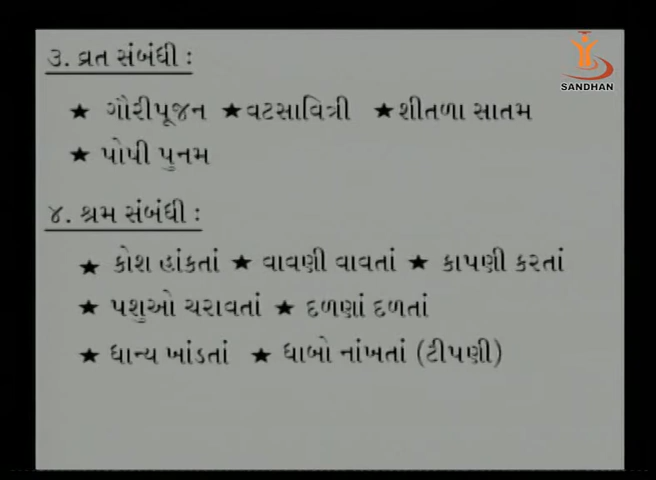 ૩. વ્રત સંબંધી :
SANDHAN
★ ગૌરીપૂજન ★વટસાવિત્રી ★શીતળા સાતમ
★ પોષી પુનમ
૪. શ્રમ સંબંધી :
★ કોશ હાંકતાં ★ વાવણી વાવતાં ★ કાપણી કરતાં
★ પશુઓ ચરાવતાં ★ દળણાં દળતાં
★ ધાન્ય ખાંડતાં ★ ધાબો નાંખતાં (ટીપણી)